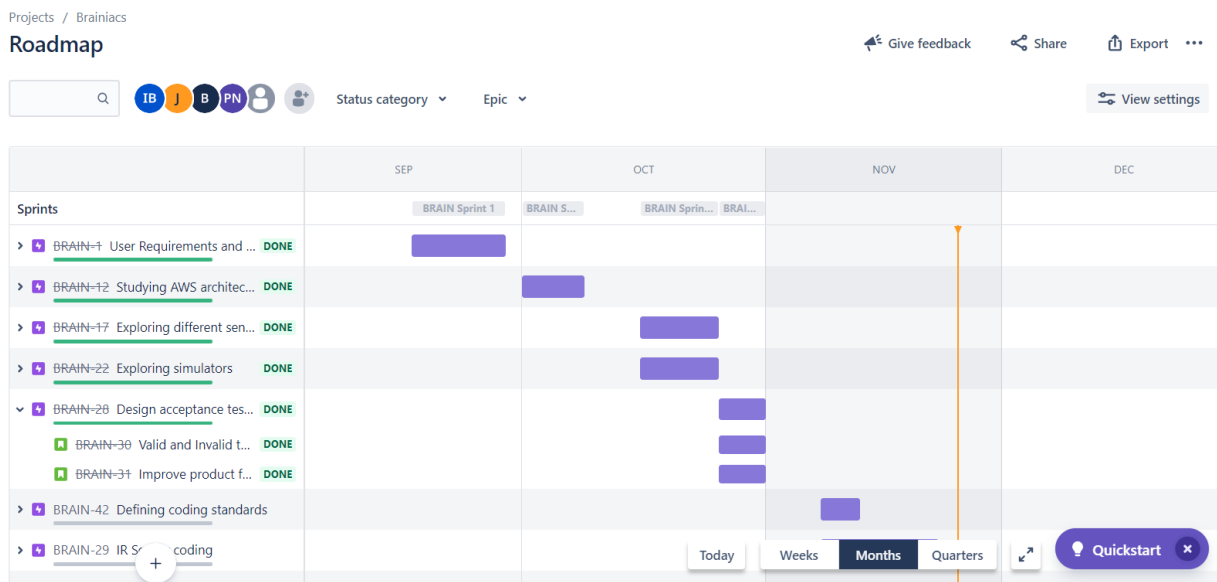 Projects / Brainiacs
Roadmap
Give feedback
Share
Export
IB J B PN
Status category
Epic
View settings
SEP OCT NOV DEC
Sprints BRAIN Sprint 1 BRAIN S... BRAIN Sprin... BRAI...
BRAIN-1 User Requirements and ... DONE
BRAIN-12 Studying AWS architec... DONE
BRAIN-17 Exploring different sen... DONE
BRAIN-22 Exploring simulators DONE
BRAIN-28 Design acceptance tes... DONE
BRAIN-30 Valid and Invalid t... DONE
BRAIN-31 Improve product f... DONE
BRAIN-42 Defining coding standards
BRAIN-29 IR coding
Today Weeks Months Quarters
Quickstart